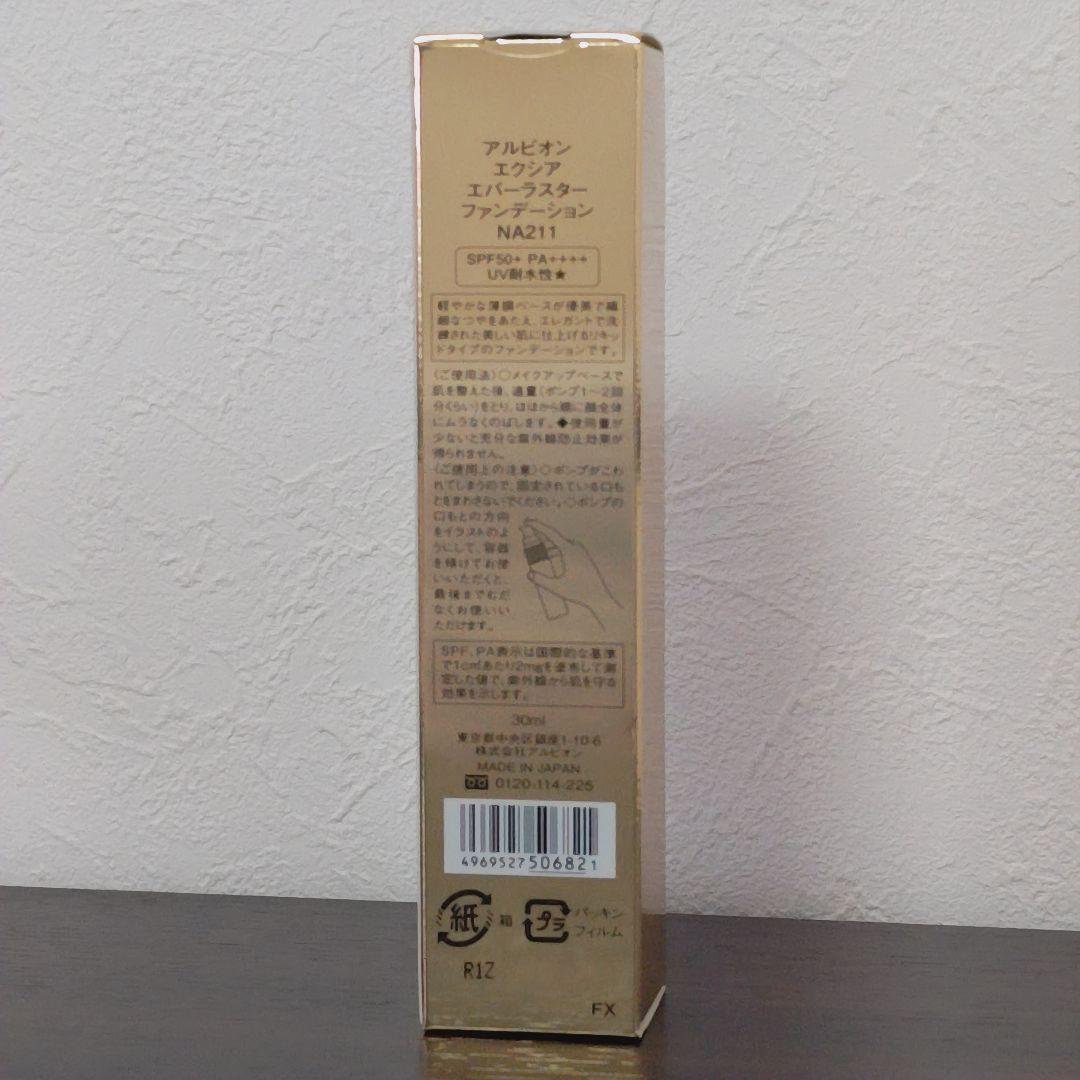 アルビオン
エクシア
エバーラスター
ファンデーション
NA211
SPF50+ PA++++
UV耐水性★
軽やかな薄膜ベースが優美で繊
細なつやをあたえ、エレガントで洗
練された美しい肌に仕上げるリキッ
ドタイプのファンデーションです。
〈ご使用法〉○メイクアップベースで
肌を整えた後、適量(ポンプ1〜2回
分くらい)をとり、ほほから順に顔全体
にムラなくのばします。◆使用量が
少ないと充分な紫外線防止効果が
得られません。
〈ご使用上の注意〉○ポンプがこわ
れてしまうので、固定されている口も
とをまわさないでください。○ポンプの
口もとの方向
をイラストのよ
うにして、容器
を傾けてお使
いいただくと、
最後までむだ
なくお使いい
ただけます。
SPF、PA表示は国際的な基準
で1c㎡あたり2mgを塗布して測
定した値で、紫外線から肌を守る
効果を示します。
30ml
東京都中央区銀座1-10-6
株式会社アルビオン
MADE IN JAPAN
0120-114-225
4969527506821
紙 箱 プラ パッキン
フィルム
R1Z
FX